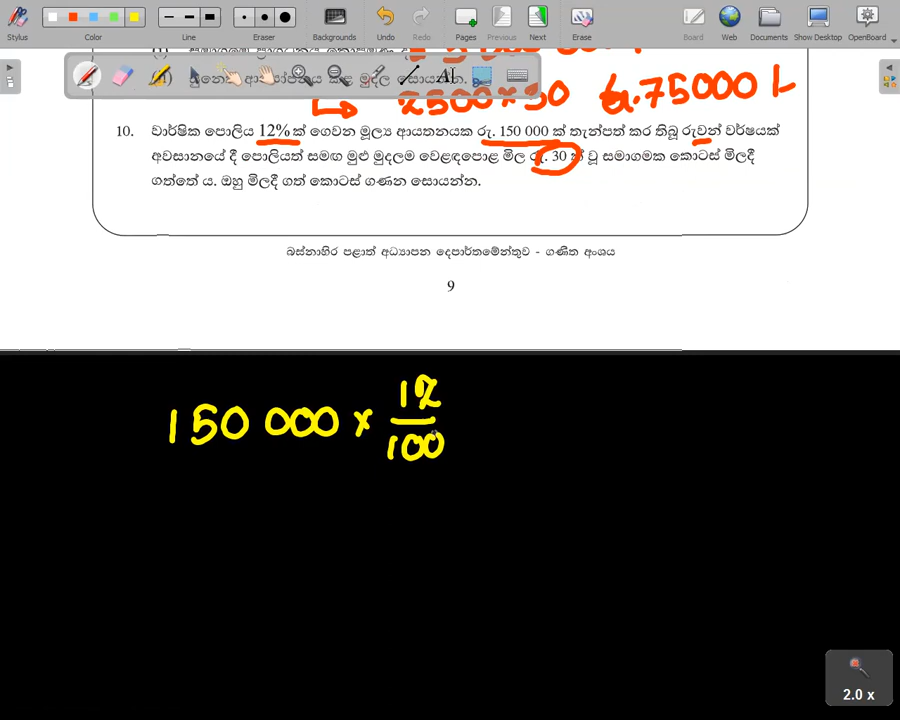 Stylus Color Line Eraser Backgrounds Undo Redo Pages Previous Next Erase Board Web Documents Show Desktop OpenBoard
2500 × 30 රු.75000 /-
10. වාර්ෂික පොලිය 12% ක් ගෙවන මූල්‍ය ආයතනයක රු. 150 000 ක් තැන්පත් කර තිබූ රුවන් වර්ෂයක්
අවසානයේ දී පොලියත් සමඟ මුළු මුදලම වෙළඳපොළ මිල රු. 30 ක් වූ සමාගමක කොටස් මිලදී
ගත්තේ ය. ඔහු මිලදී ගත් කොටස් ගණන සොයන්න.
බස්නාහිර පළාත් අධ්‍යාපන දෙපාර්තමේන්තුව - ගණිත අංශය
9
150 000 × 12/100
2.0 x